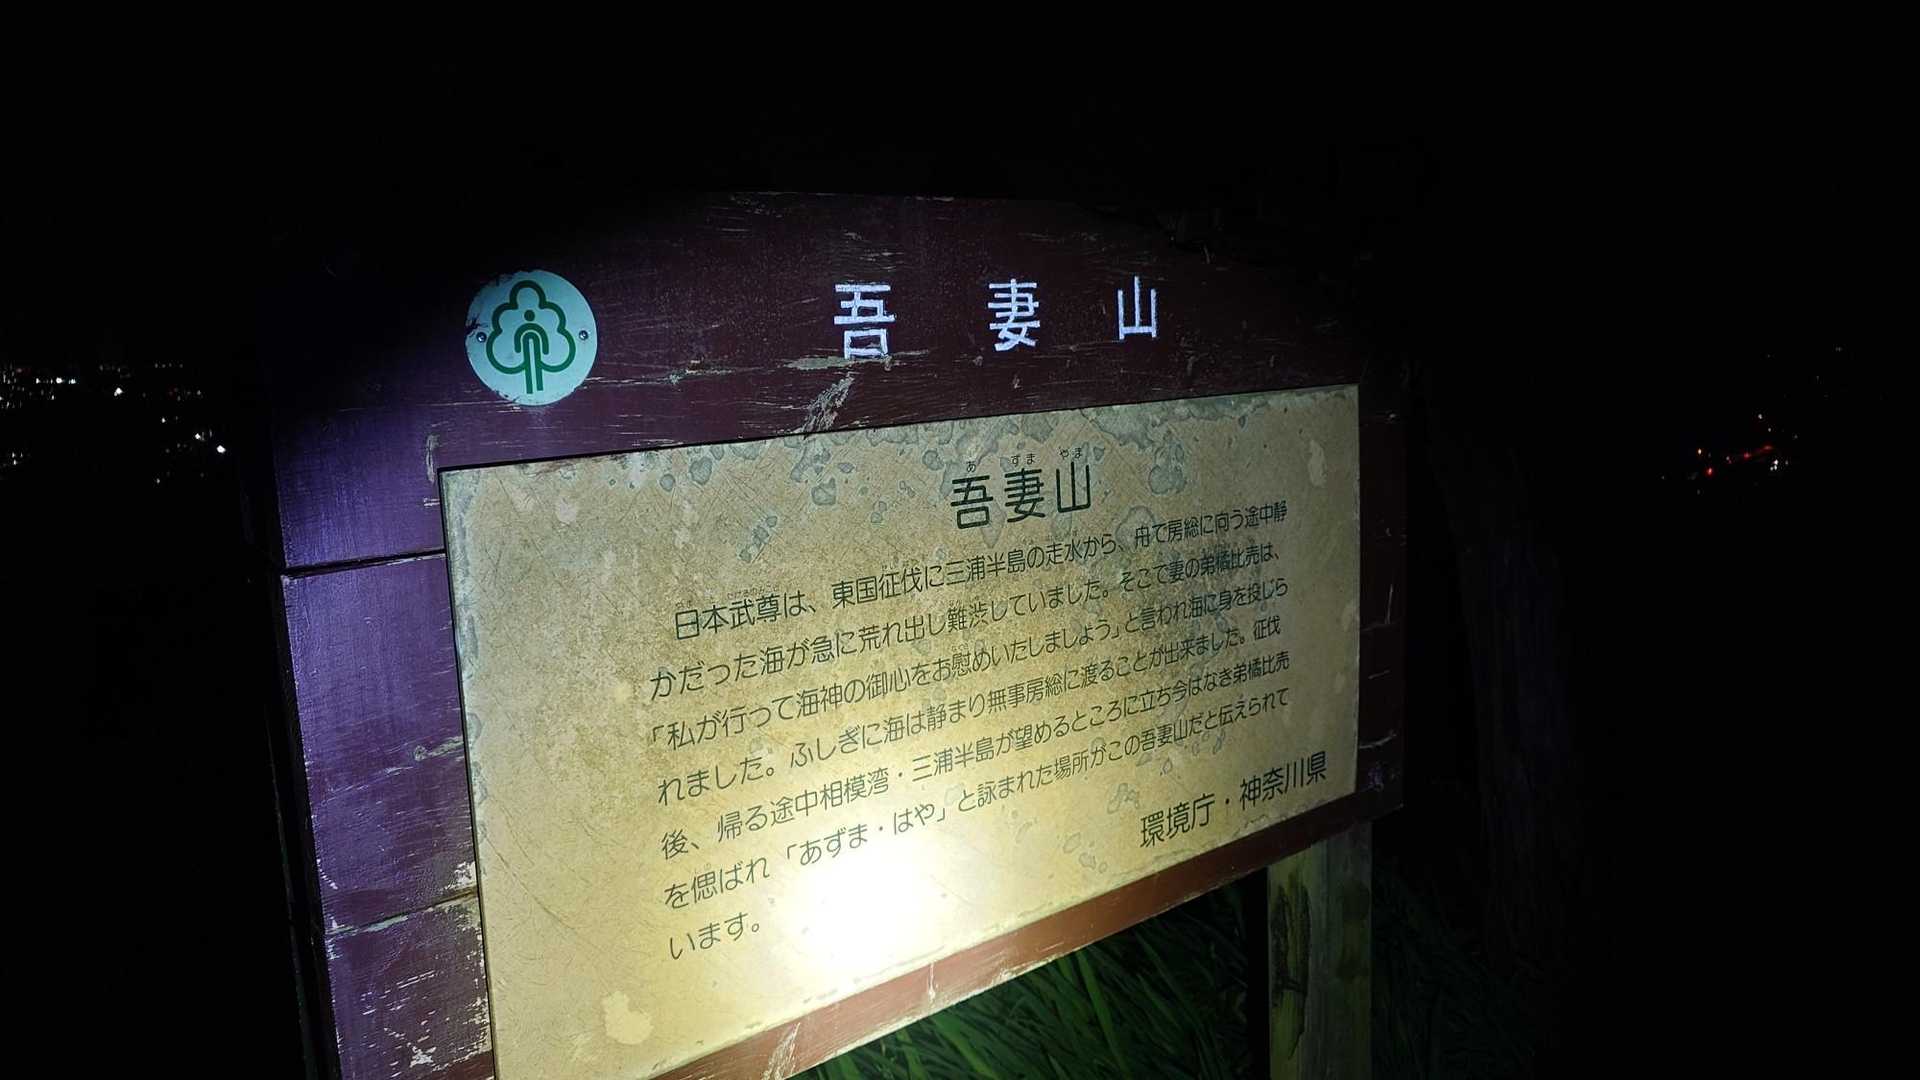 吾妻山
あずまやま
吾妻山
日本武尊は、東国征伐に三浦半島の走水から、舟で房総に向う途中静
かだった海が急に荒れ出し難渋していました。そこで妻の弟橘比売は、
「私が行って海神の御心をお慰めいたしましよう」と言われ海に身を投じら
れました。ふしぎに海は静まり無事房総に渡ることが出来ました。征伐
後、帰る途中相模湾・三浦半島が望めるところに立ち今はなき弟橘比売
を偲ばれ「あずま・はや」と詠まれた場所がこの吾妻山だと伝えられて
います。
環境庁・神奈川県